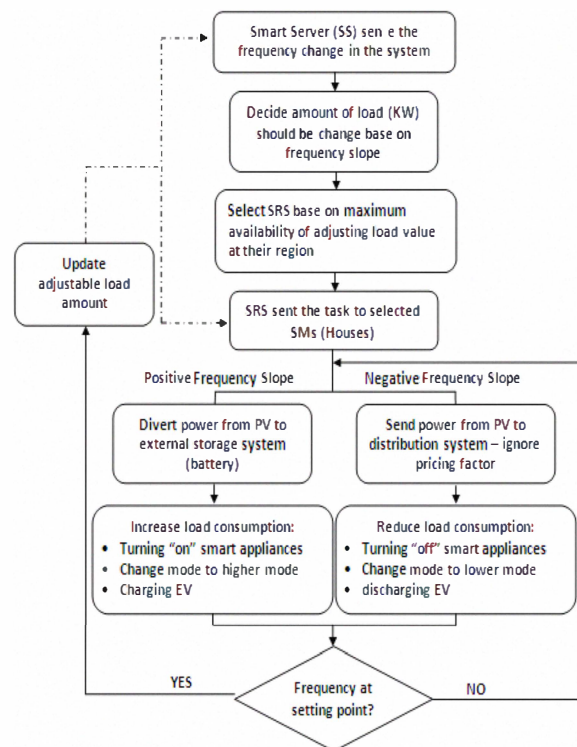 Smart Server (SS) sen e the
frequency change in the system
Decide amount of load (KW)
should be change base on
frequency slope
Select SRS base on maximum
availability of adjusting load value
at their region
Update
adjustable load
amount
SRS sent the task to selected
SMs (Houses)
Positive Frequency Slope
Negative Frequency Slope
Divert power from PV to
external storage system
(battery)
Send power from PV to
distribution system – ignore
pricing factor
Increase load consumption:
• Turning "on" smart appliances
• Change mode to higher mode
• Charging EV
Reduce load consumption:
• Turning "off" smart appliances
• Change mode to lower mode
• discharging EV
YES
Frequency at
setting point?
NO